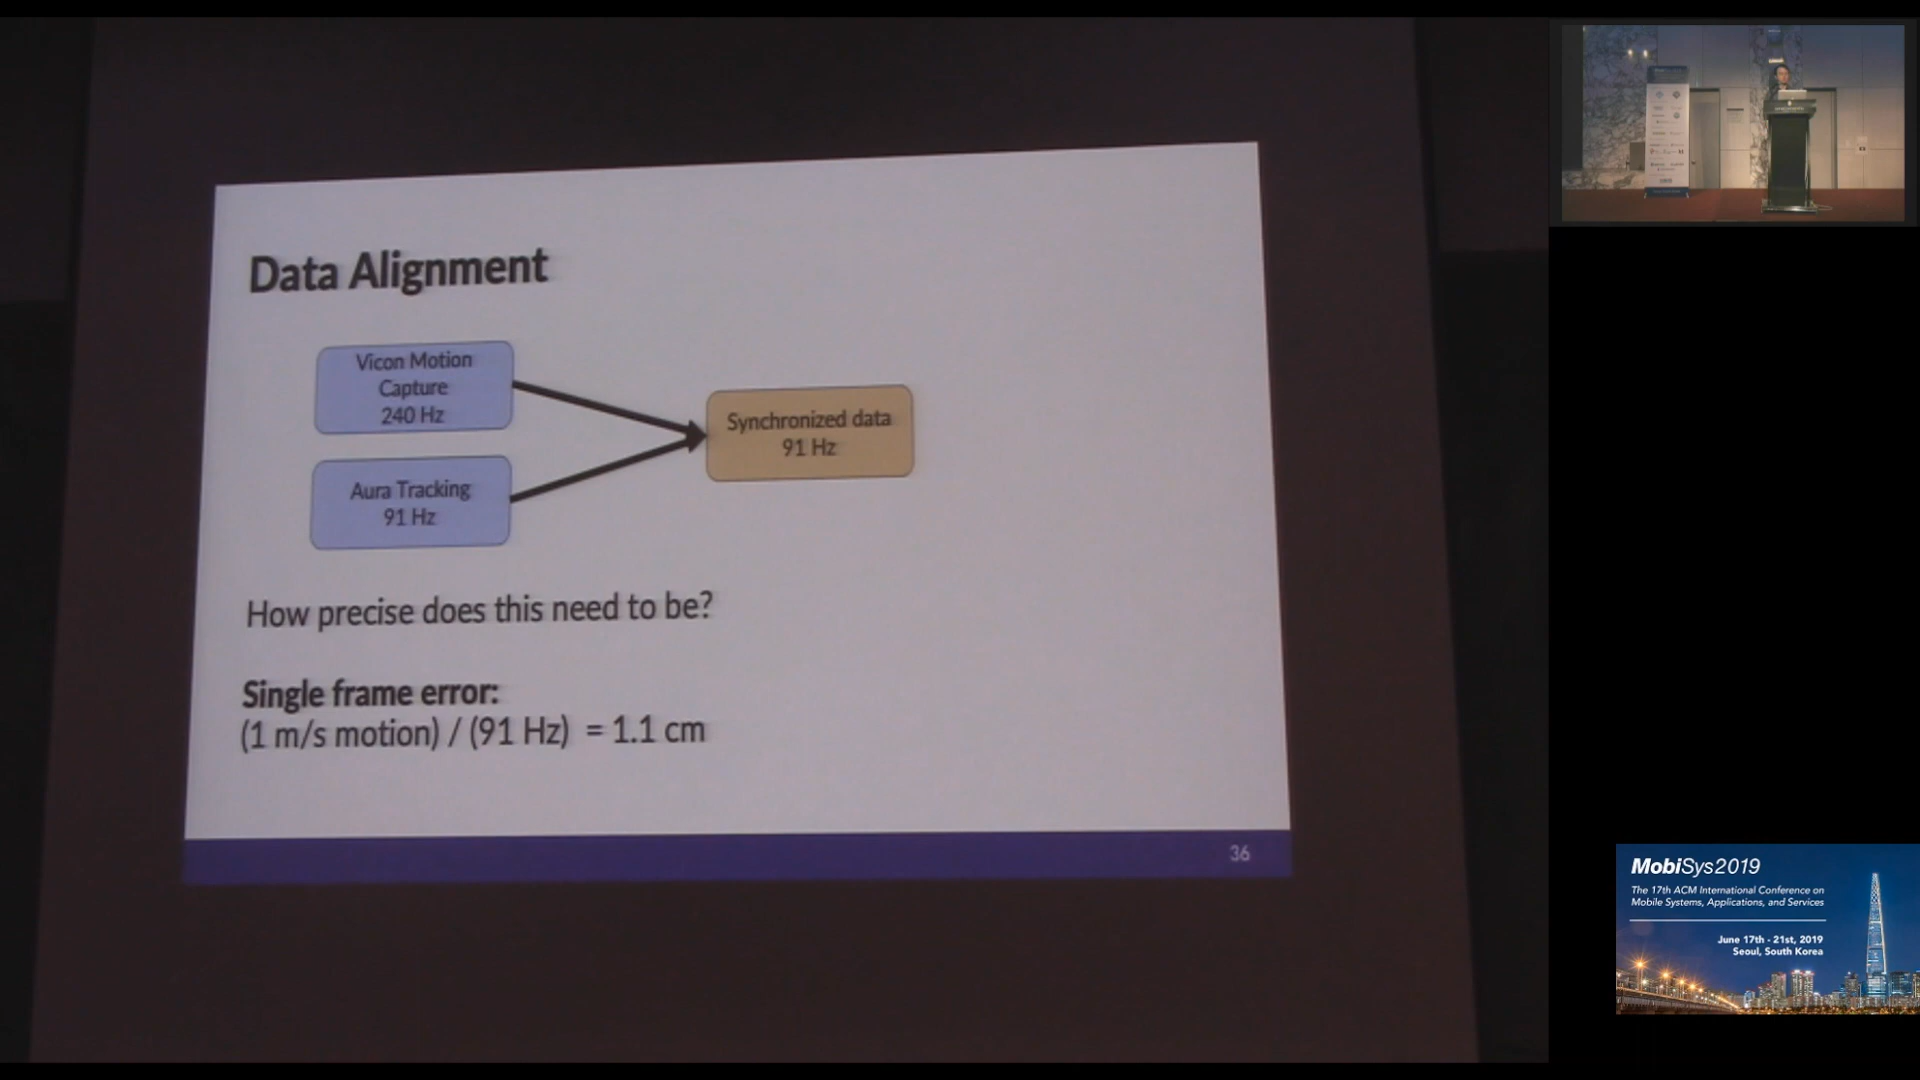 Data Alignment
Vicon Motion
Capture
240 Hz
Aura Tracking
91 Hz
Synchronized data
91 Hz
How precise does this need to be?
Single frame error:
(1 m/s motion) / (91 Hz) = 1.1 cm
36
MobiSys2019
The 17th ACM International Conference on
Mobile Systems, Applications, and Services
June 17th - 21st, 2019
Seoul, South Korea